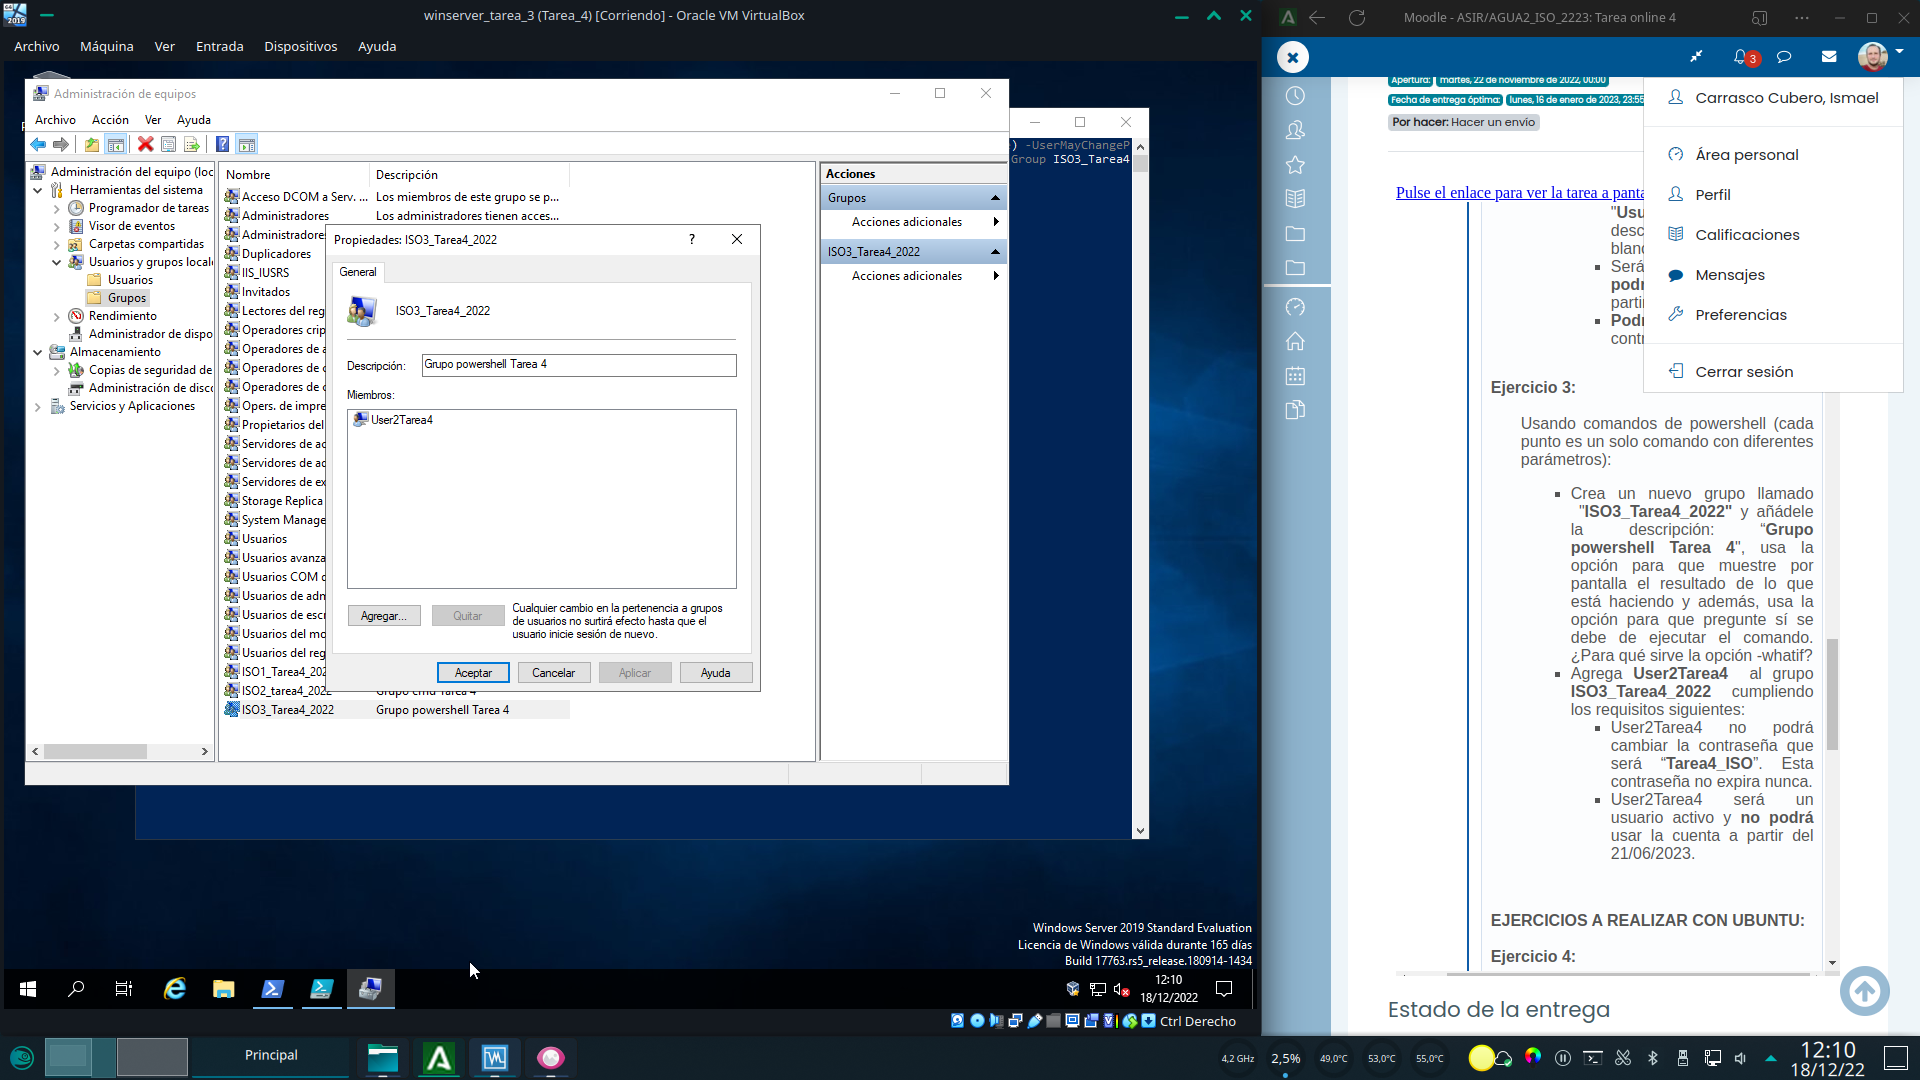 winserver_tarea_3 (Tarea_4) [Corriendo] - Oracle VM VirtualBox
Archivo Máquina Ver Entrada Dispositivos Ayuda
Administración de equipos
Archivo Acción Ver Ayuda
Administración del equipo (loc
Herramientas del sistema
Programador de tareas
Visor de eventos
Carpetas compartidas
Usuarios y grupos locale
Usuarios
Grupos
Rendimiento
Administrador de dispo
Almacenamiento
Copias de seguridad de
Administración de disco
Servicios y Aplicaciones
Nombre Descripción
Acceso DCOM a Serv. ... Los miembros de este grupo se p...
Administradores Los administradores tienen acces...
Administradores
Duplicadores
IIS_IUSRS
Invitados
Lectores del reg
Operadores crip
Operadores de a
Operadores de c
Operadores de c
Opers. de impre
Propietarios del
Servidores de ac
Servidores de ac
Servidores de ex
Storage Replica
System Manage
Usuarios
Usuarios avanza
Usuarios COM d
Usuarios de adm
Usuarios de escr
Usuarios del mo
Usuarios del reg
ISO1_Tarea4_202
ISO2_tarea4_2022 Grupo cmd Tarea 4
ISO3_Tarea4_2022 Grupo powershell Tarea 4
Propiedades: ISO3_Tarea4_2022
?
General
ISO3_Tarea4_2022
Descripción: Grupo powershell Tarea 4
Miembros:
User2Tarea4
Agregar... Quitar
Cualquier cambio en la pertenencia a grupos
de usuarios no surtirá efecto hasta que el
usuario inicie sesión de nuevo.
Aceptar Cancelar Aplicar Ayuda
Acciones
Grupos
Acciones adicionales
ISO3_Tarea4_2022
Acciones adicionales
) -UserMayChangeP
Group ISO3_Tarea4
Windows Server 2019 Standard Evaluation
Licencia de Windows válida durante 165 días
Build 17763.rs5_release.180914-1434
12:10
18/12/2022
Ctrl Derecho
Moodle - ASIR/AGUA2_ISO_2223: Tarea online 4
3
Apertura: martes, 22 de noviembre de 2022, 00:00
Fecha de entrega óptima: lunes, 16 de enero de 2023, 23:55
Por hacer: Hacer un envío
Carrasco Cubero, Ismael
Área personal
Perfil
Calificaciones
Mensajes
Preferencias
Cerrar sesión
Pulse el enlace para ver la tarea a panta
"Usu
desc
blanc
Será
podr
partir
Podr
contr
Ejercicio 3:
Usando comandos de powershell (cada
punto es un solo comando con diferentes
parámetros):
Crea un nuevo grupo llamado
"ISO3_Tarea4_2022" y añádele
la descripción: “Grupo
powershell Tarea 4", usa la
opción para que muestre por
pantalla el resultado de lo que
está haciendo y además, usa la
opción para que pregunte sí se
debe de ejecutar el comando.
¿Para qué sirve la opción -whatif?
Agrega User2Tarea4 al grupo
ISO3_Tarea4_2022 cumpliendo
los requisitos siguientes:
User2Tarea4 no podrá
cambiar la contraseña que
será “Tarea4_ISO”. Esta
contraseña no expira nunca.
User2Tarea4 será un
usuario activo y no podrá
usar la cuenta a partir del
21/06/2023.
EJERCICIOS A REALIZAR CON UBUNTU:
Ejercicio 4:
Estado de la entrega
Principal
4,2 GHz 2,5% 49,0°C 53,0°C 55,0°C
12:10
18/12/22